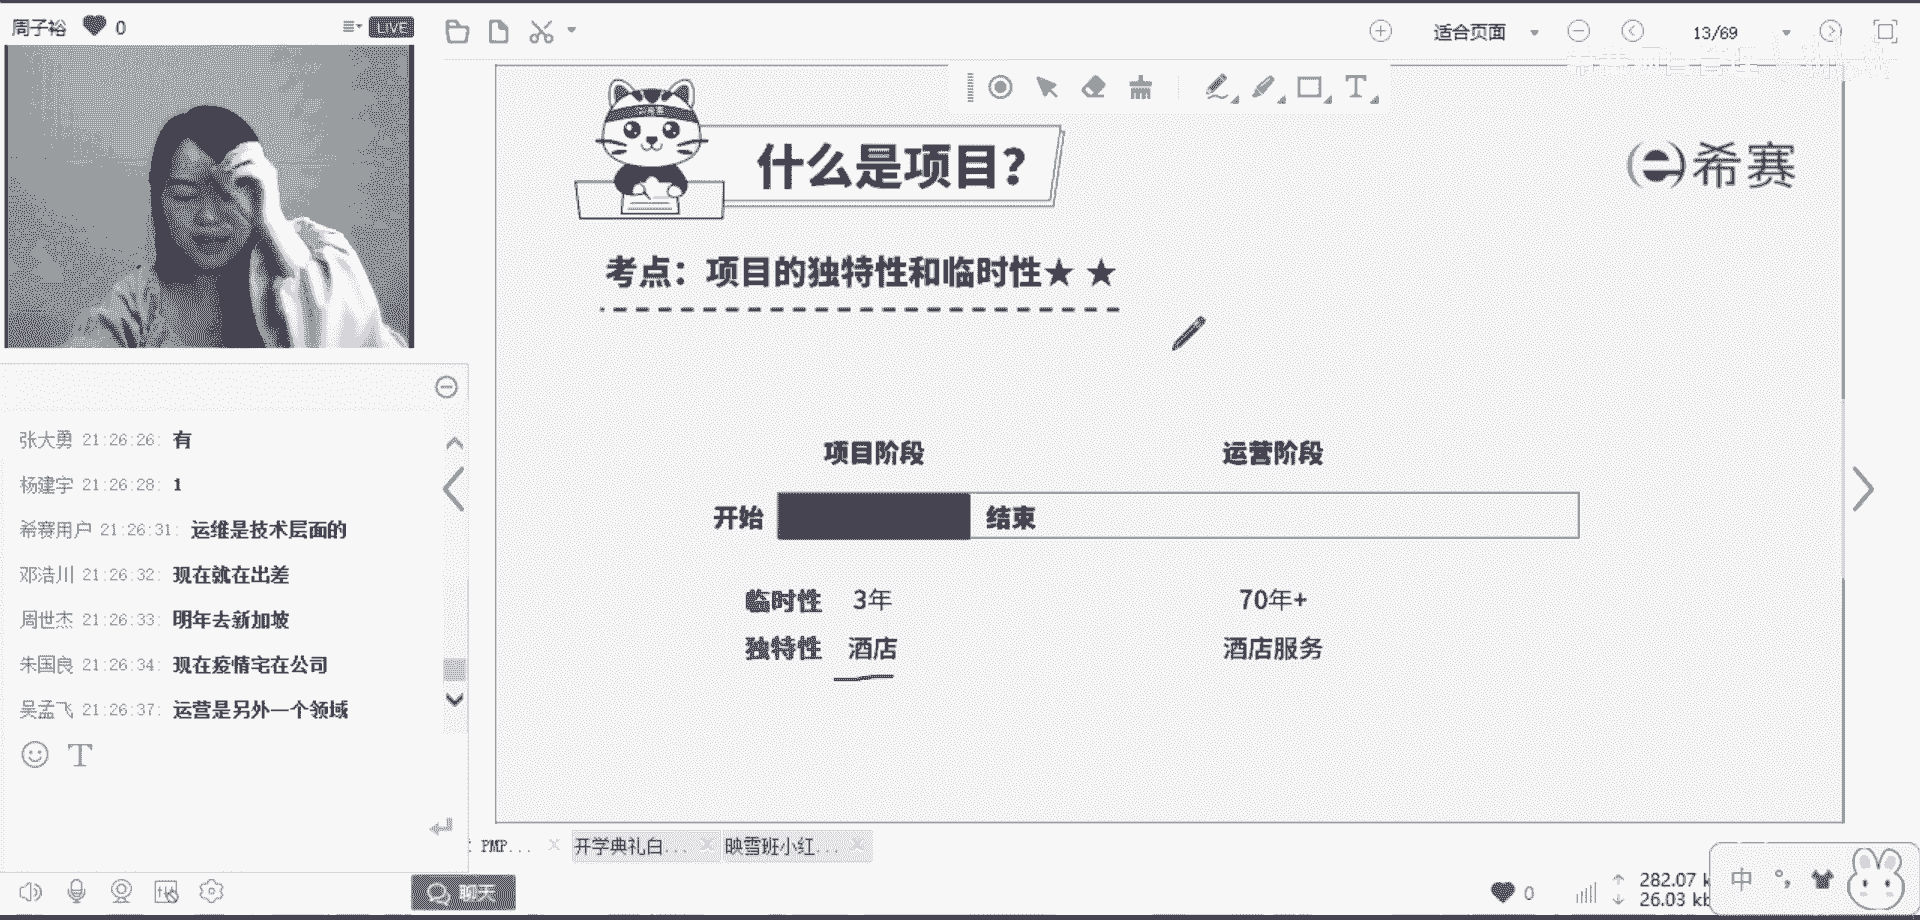 周子裕 0 LIVE
适合页面 13/69
什么是项目？
希赛
考点：项目的独特性和临时性★ ★
项目阶段 运营阶段
开始 结束
临时性 3年 70年+
独特性 酒店 酒店服务
张大勇 21:26:26: 有
杨建宇 21:26:28: 1
希赛用户 21:26:31: 运维是技术层面的
邓浩川 21:26:32: 现在就在出差
周世杰 21:26:33: 明年去新加坡
朱国良 21:26:34: 现在疫情宅在公司
吴孟飞 21:26:37: 运营是另外一个领域
PMP... 开学典礼白... 映雪班小红...
聊天
0
282.07 k
26.03 kb
中